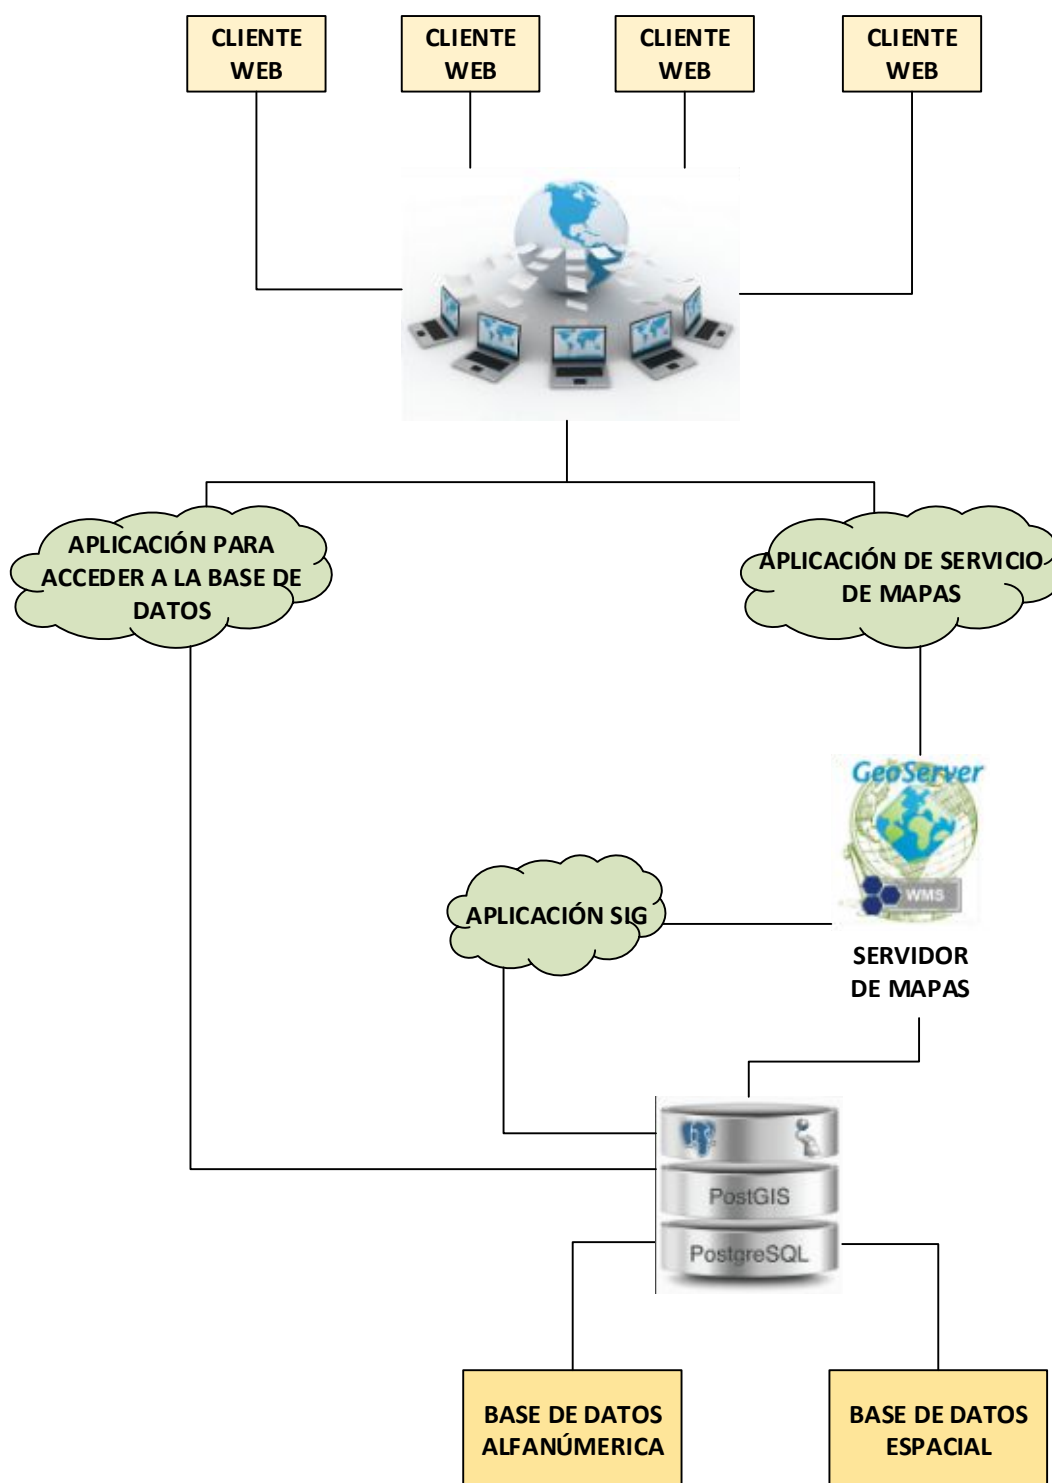 CLIENTE
WEB
CLIENTE
WEB
CLIENTE
WEB
CLIENTE
WEB
APLICACIÓN PARA
ACCEDER A LA BASE DE
DATOS
APLICACIÓN DE SERVICIO
DE MAPAS
GeoServer
WMS
APLICACIÓN SIG
SERVIDOR
DE MAPAS
PostGIS
PostgreSQL
BASE DE DATOS
ALFANÚMERICA
BASE DE DATOS
ESPACIAL